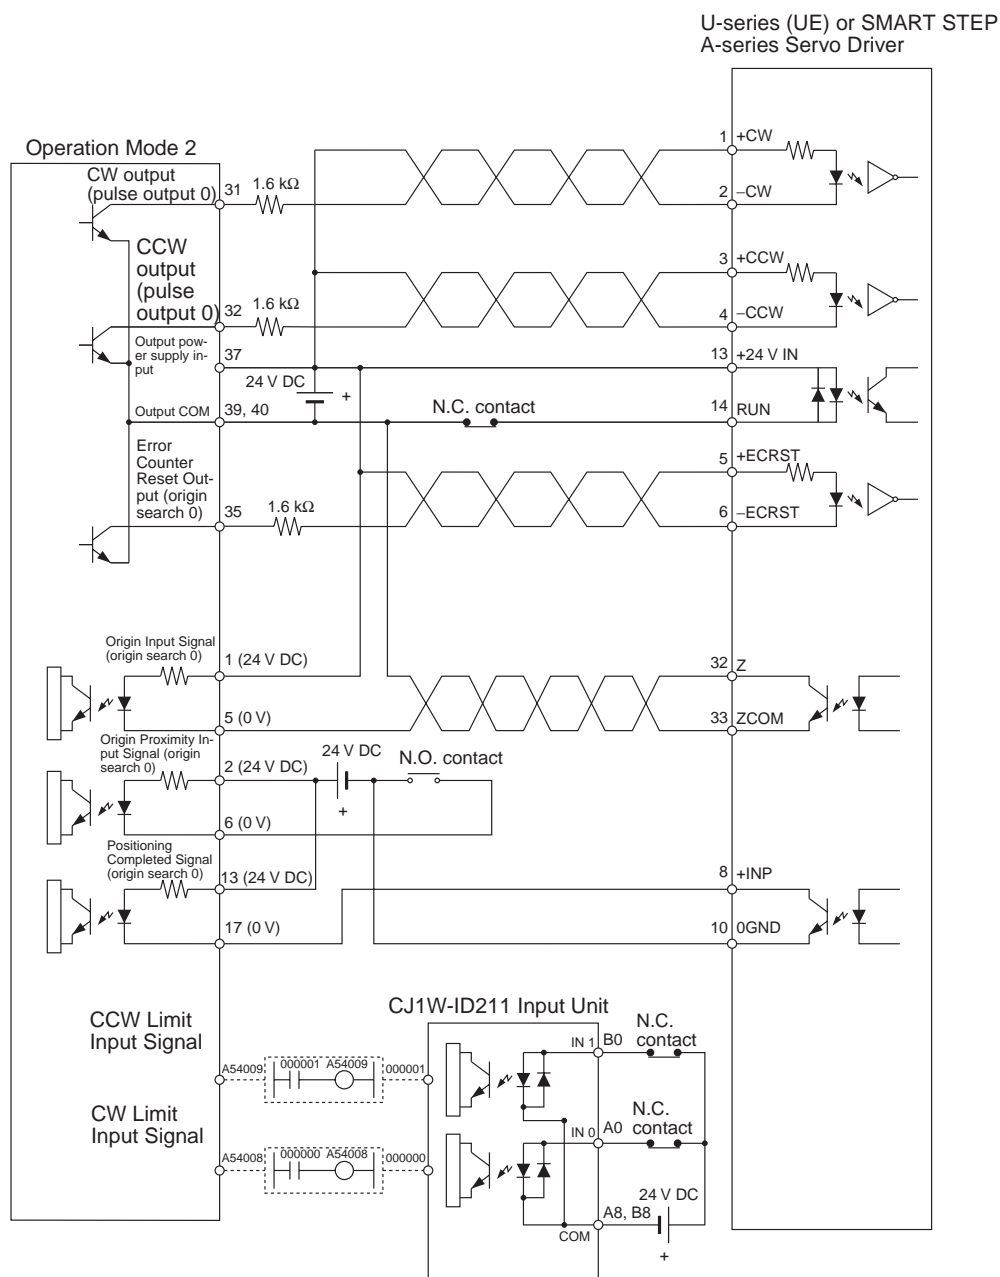 U-series (UE) or SMART STEP
A-series Servo Driver
Operation Mode 2
CW output
(pulse output 0)
31
1.6 kΩ
1
+CW
2
–CW
CCW
output
(pulse
output 0)
32
1.6 kΩ
3
+CCW
4
–CCW
Output pow-
er supply in-
put
37
13
+24 V IN
24 V DC
+
Output COM
39, 40
N.C. contact
14
RUN
Error
Counter
Reset Out-
put (origin
search 0)
35
1.6 kΩ
5
+ECRST
6
–ECRST
Origin Input Signal
(origin search 0)
1 (24 V DC)
32
Z
5 (0 V)
33
ZCOM
Origin Proximity In-
put Signal (origin
search 0)
2 (24 V DC)
24 V DC
+
N.O. contact
6 (0 V)
Positioning
Completed Signal
(origin search 0)
13 (24 V DC)
8
+INP
17 (0 V)
10
0GND
CJ1W-ID211 Input Unit
CCW Limit
Input Signal
A54009
000001
A54009
000001
IN 1
B0
N.C.
contact
CW Limit
Input Signal
A54008
000000
A54008
000000
IN 0
A0
N.C.
contact
24 V DC
A8, B8
COM
+